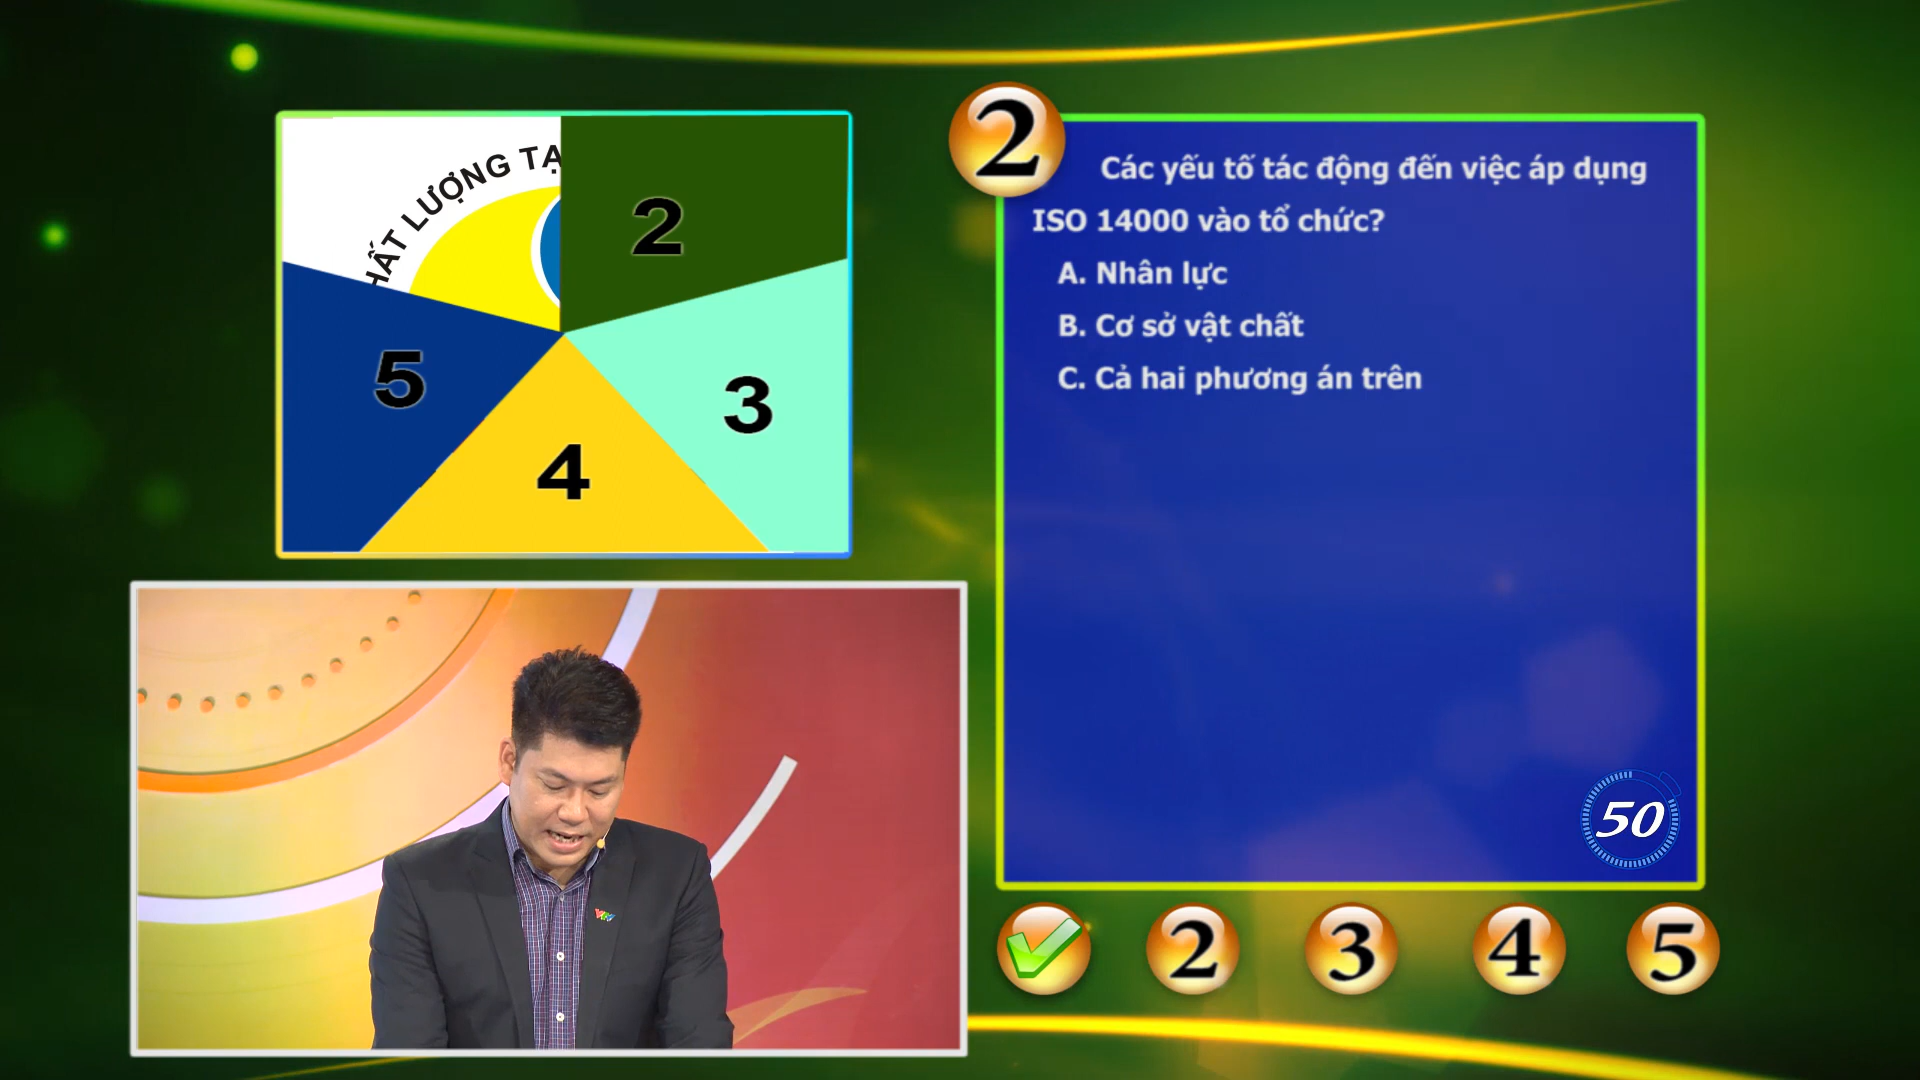 HẤT LƯỢNG TẠ
2
3
4
5
2
Các yếu tố tác động đến việc áp dụng
ISO 14000 vào tổ chức?
A. Nhân lực
B. Cơ sở vật chất
C. Cả hai phương án trên
50
2
3
4
5
VTV